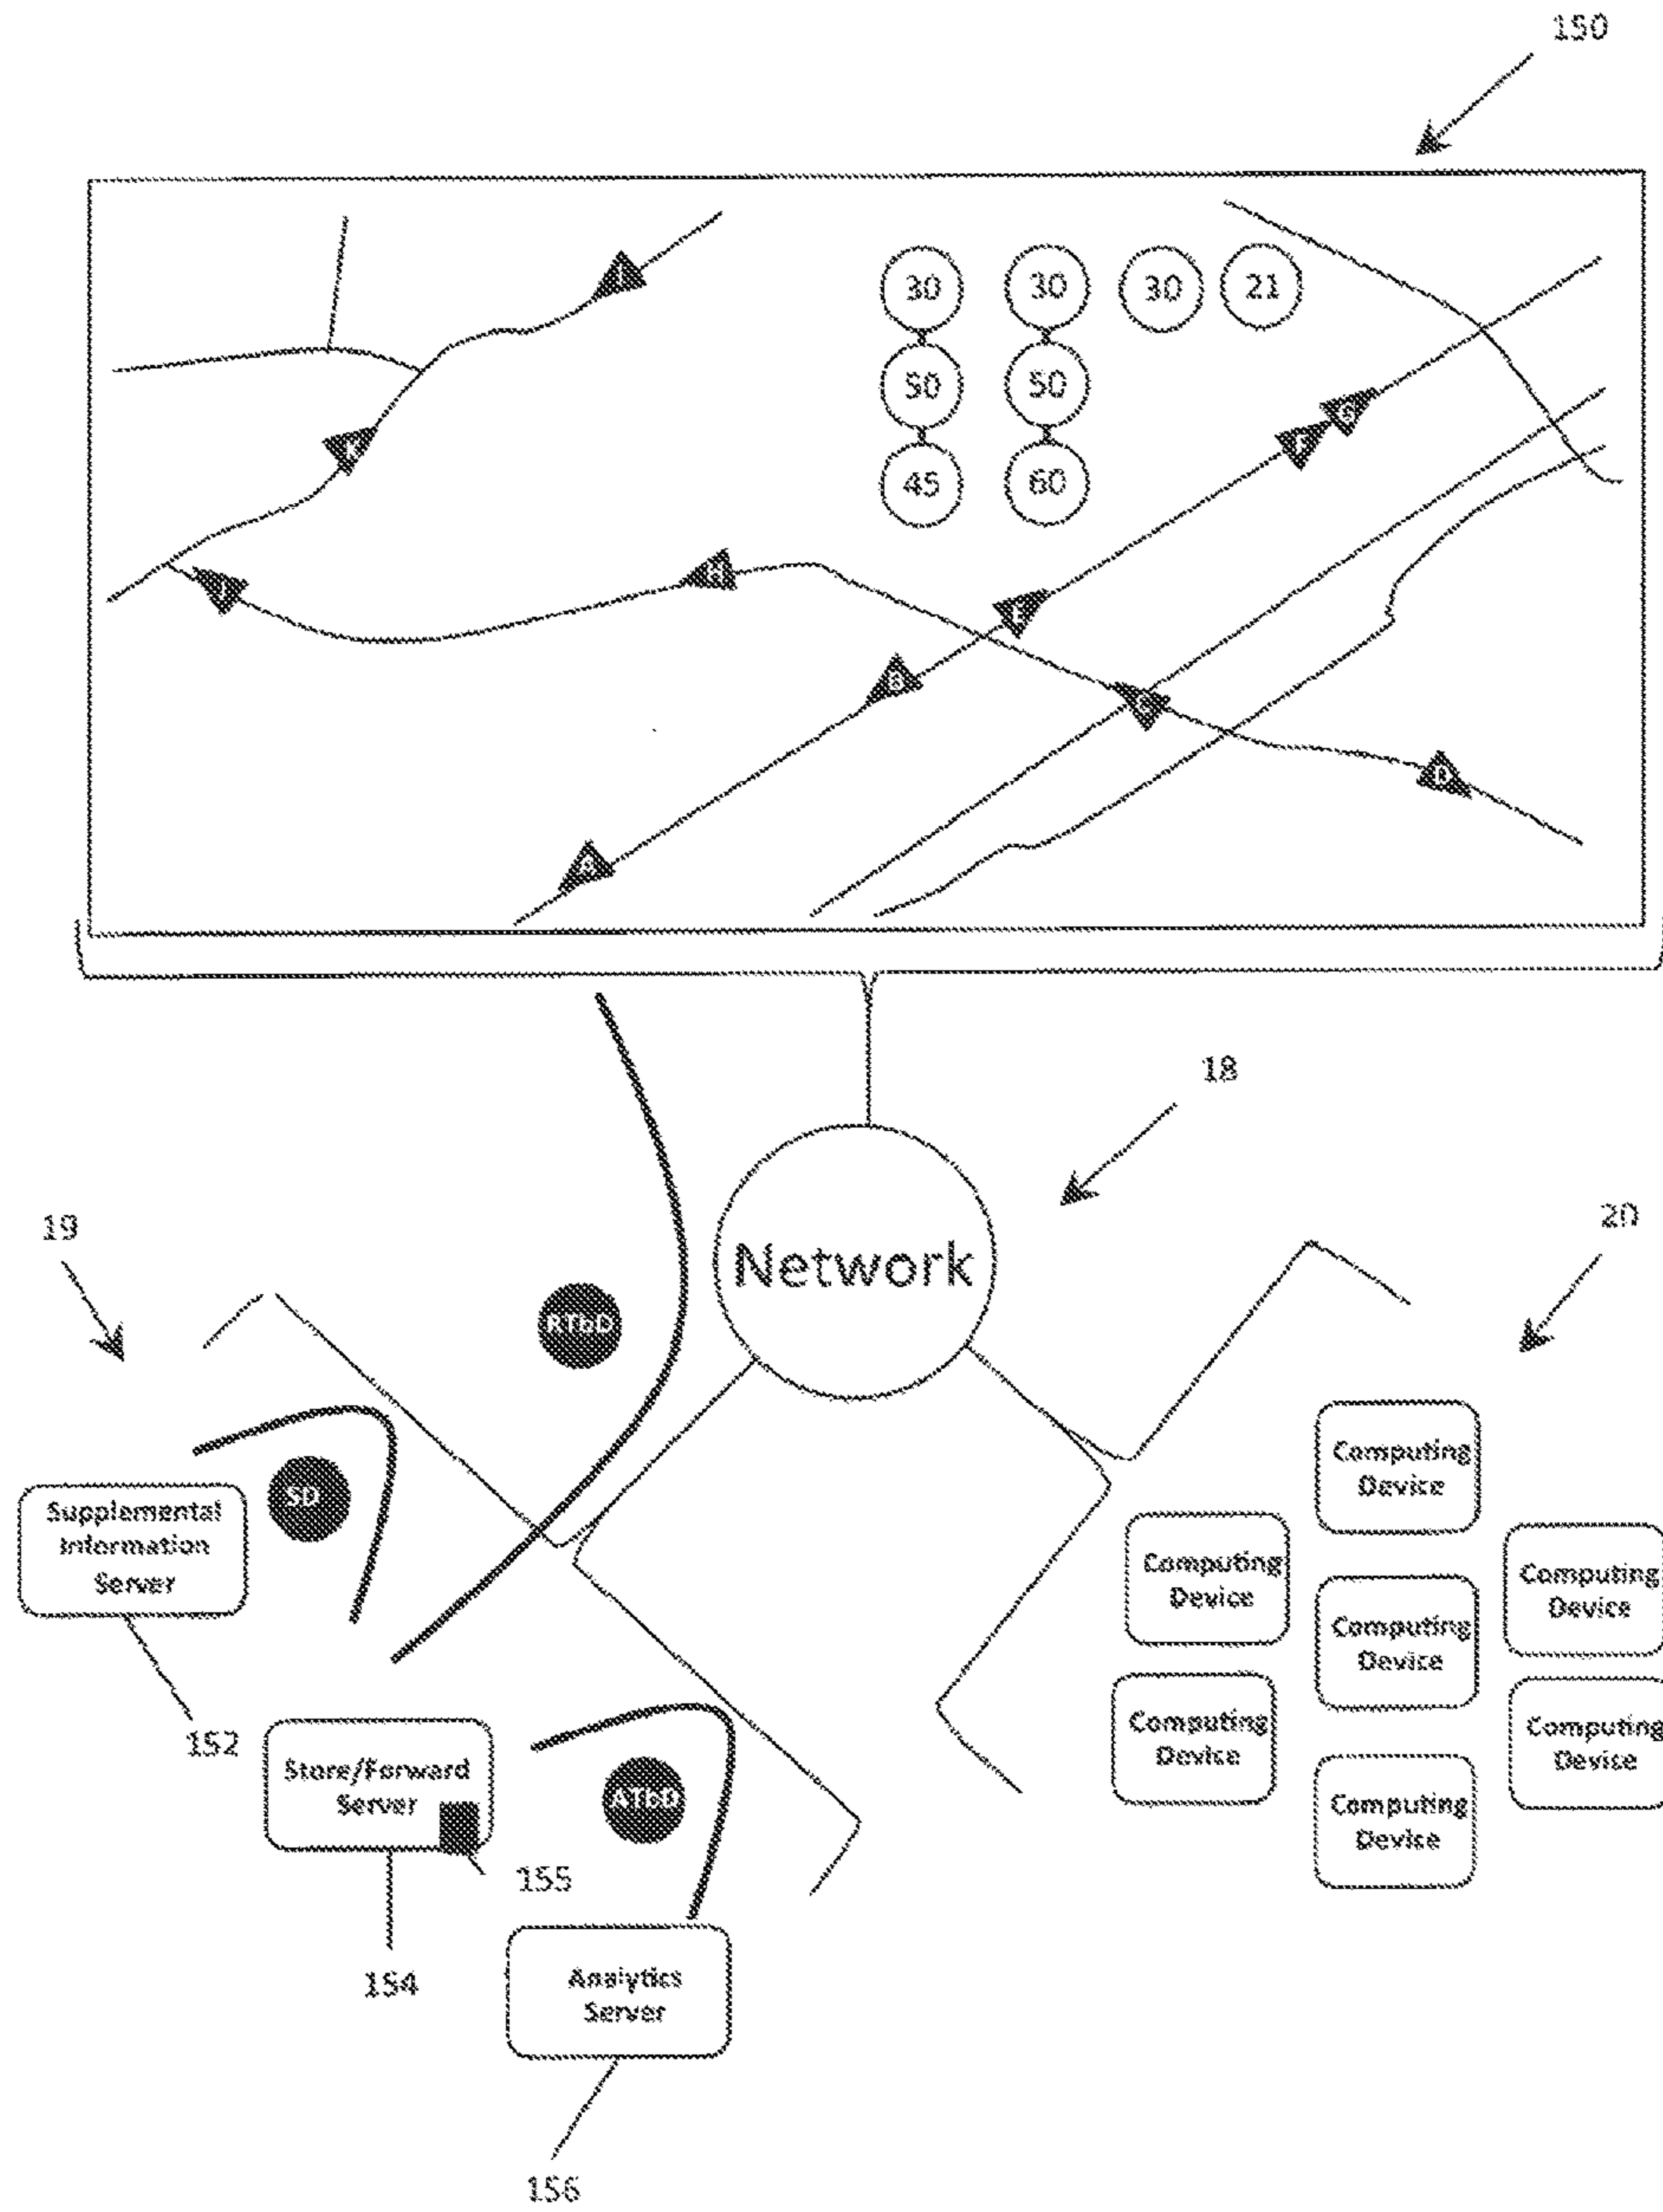 150
30 30 30 21
50 50
45 60
K
F G
H
E
B
C
D
A
18
19
20
Network
RTbD
SD
Supplemental
Information
Server
152
Store/Forward
Server
155
154
ATbD
Analytics
Server
156
Computing
Device
Computing
Device
Computing
Device
Computing
Device
Computing
Device
Computing
Device
Computing
Device